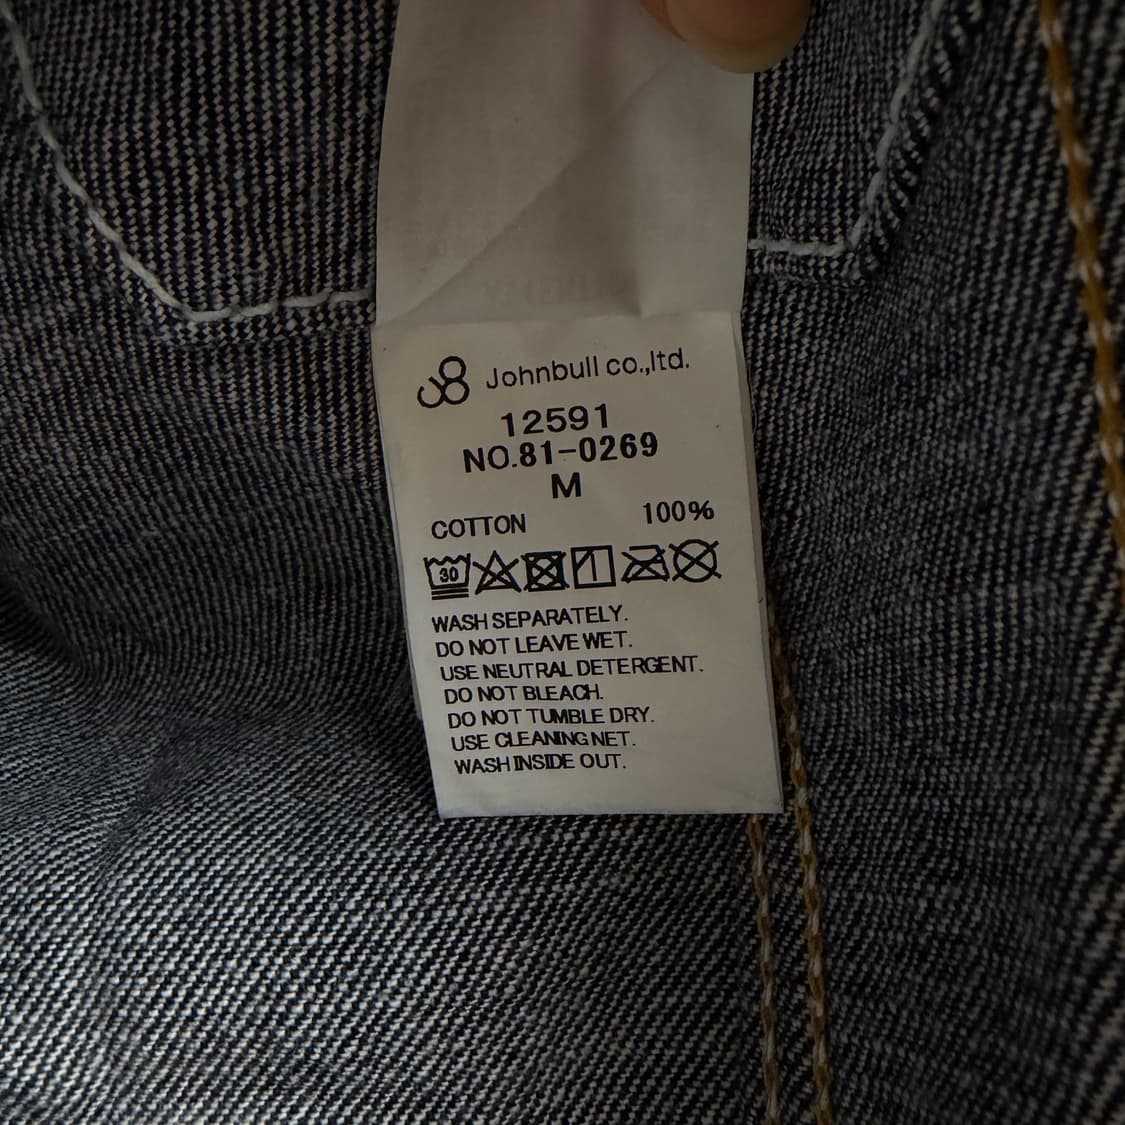 Johnbull co.,ltd.
12591
NO.81-0269
M
COTTON 100%
30
WASH SEPARATELY.
DO NOT LEAVE WET.
USE NEUTRAL DETERGENT.
DO NOT BLEACH.
DO NOT TUMBLE DRY.
USE CLEANING NET.
WASH INSIDE OUT.